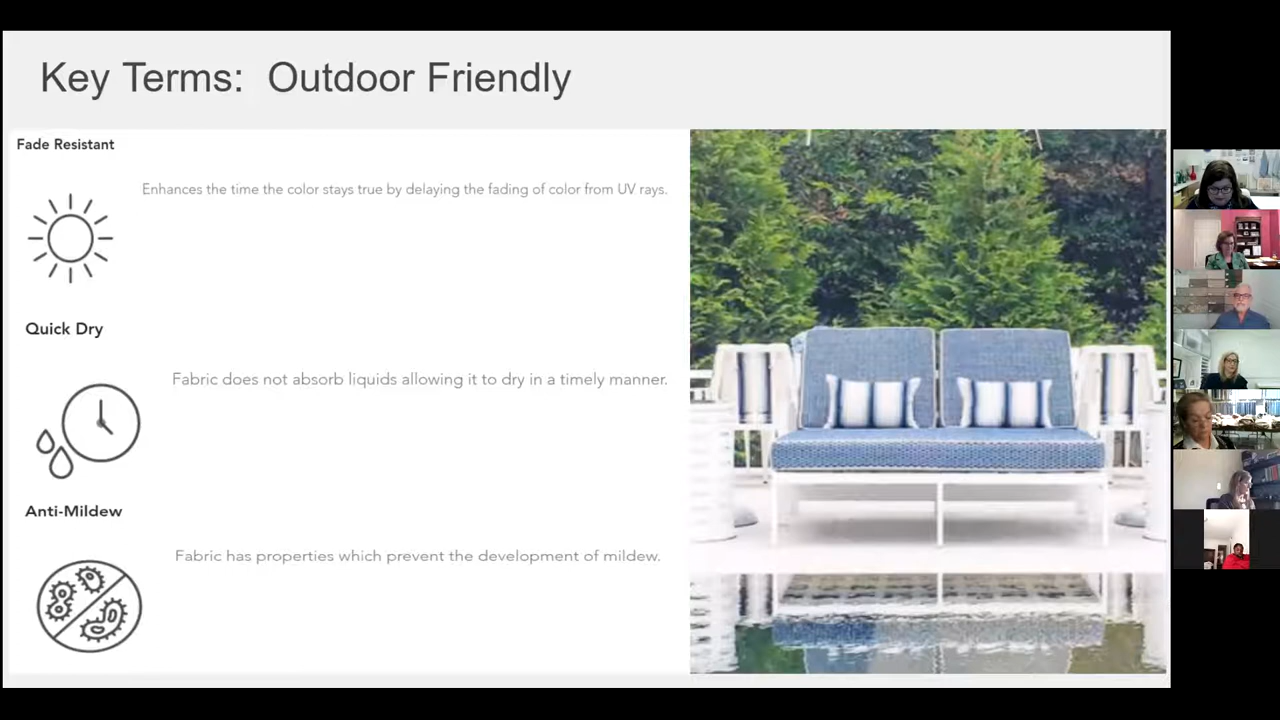 Key Terms:  Outdoor Friendly
Fade Resistant
Enhances the time the color stays true by delaying the fading of color from UV rays.
Quick Dry
Fabric does not absorb liquids allowing it to dry in a timely manner.
Anti-Mildew
Fabric has properties which prevent the development of mildew.